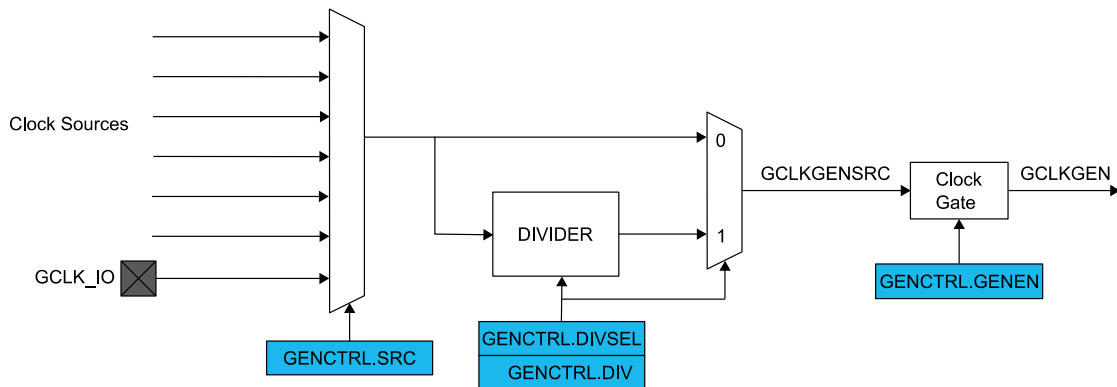 Clock Sources
GCLK_IO
GENCTRL.SRC
DIVIDER
GENCTRL.DIVSEL
GENCTRL.DIV
0
1
GCLKGENSRC
Clock
Gate
GCLKGEN
GENCTRL.GENEN